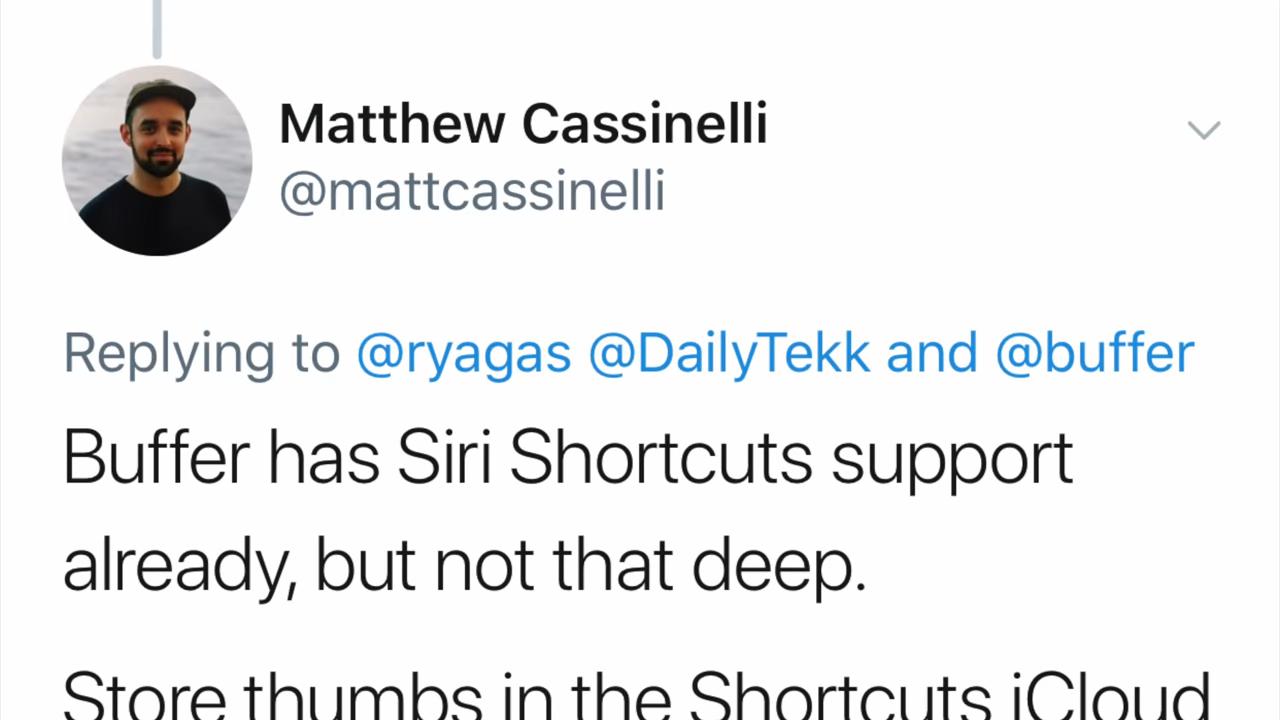 Matthew Cassinelli
@mattcassinelli
Replying to @ryagas @DailyTekk and @buffer
Buffer has Siri Shortcuts support
already, but not that deep.
Store thumbs in the Shortcuts iCloud